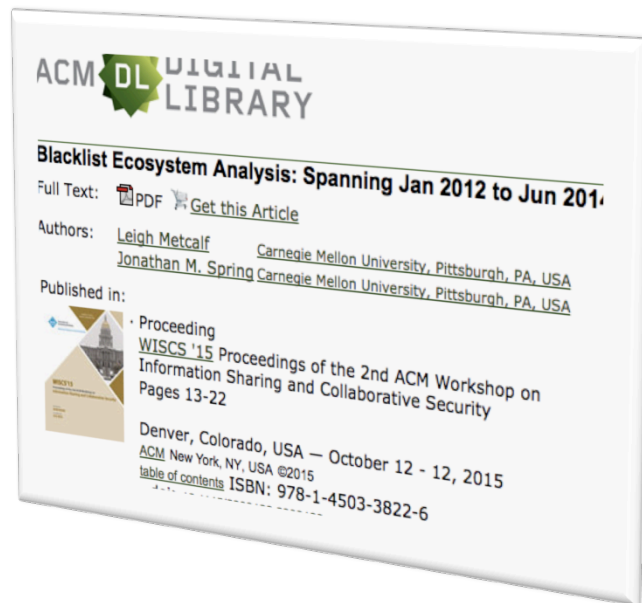 ACM DL DIGITAL
LIBRARY
Blacklist Ecosystem Analysis: Spanning Jan 2012 to Jun 2014
Full Text: PDF Get this Article
Authors: Leigh Metcalf Carnegie Mellon University, Pittsburgh, PA, USA
Jonathan M. Spring Carnegie Mellon University, Pittsburgh, PA, USA
Published in:
· Proceeding
WISCS '15 Proceedings of the 2nd ACM Workshop on
Information Sharing and Collaborative Security
Pages 13-22
WISCS'15
Denver, Colorado, USA — October 12 - 12, 2015
ACM New York, NY, USA ©2015
table of contents ISBN: 978-1-4503-3822-6